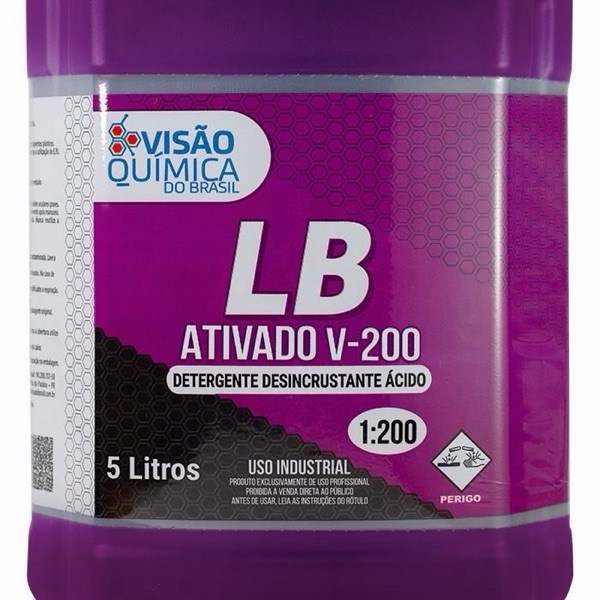 VISÃO
QUÍMICA
DO BRASIL
LB
ATIVADO V-200
DETERGENTE DESINCRUSTANTE ÁCIDO
1:200
5 Litros
USO INDUSTRIAL
PRODUTO EXCLUSIVAMENTE DE USO PROFISSIONAL
PROIBIDA A VENDA DIRETA AO PÚBLICO
ANTES DE USAR, LEIA AS INSTRUÇÕES DO RÓTULO
PERIGO